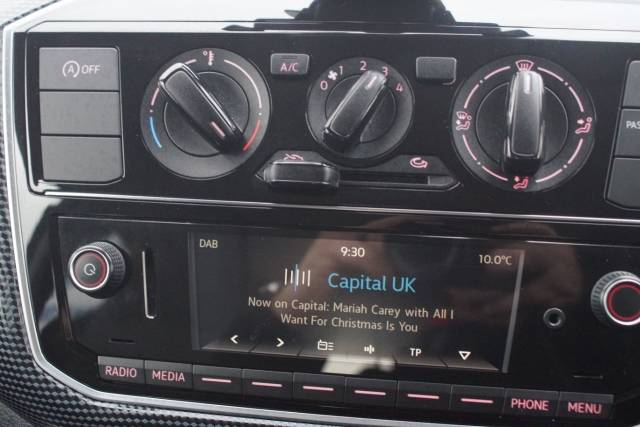 A OFF
A/C
0 1 2 3 4
PAS
DAB 9:30 10.0°C
Capital UK
Now on Capital: Mariah Carey with All I
Want For Christmas Is You
TP
RADIO MEDIA PHONE MENU